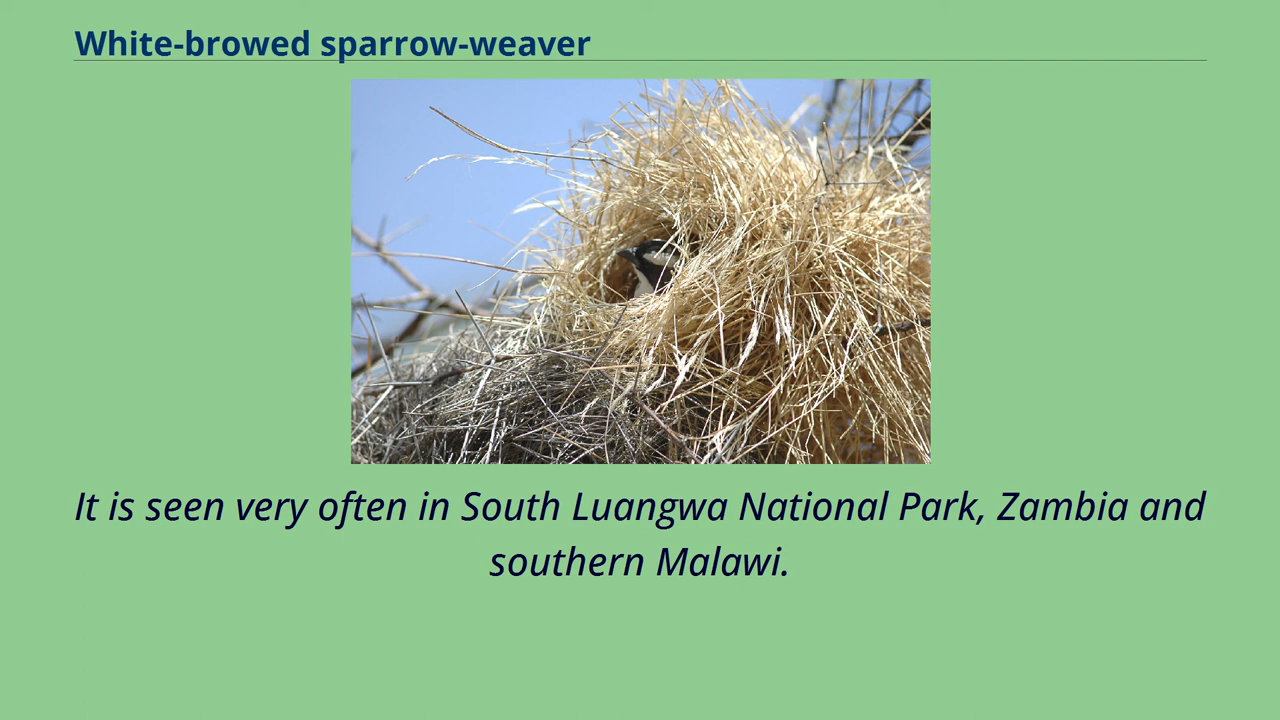 White-browed sparrow-weaver
It is seen very often in South Luangwa National Park, Zambia and
southern Malawi.